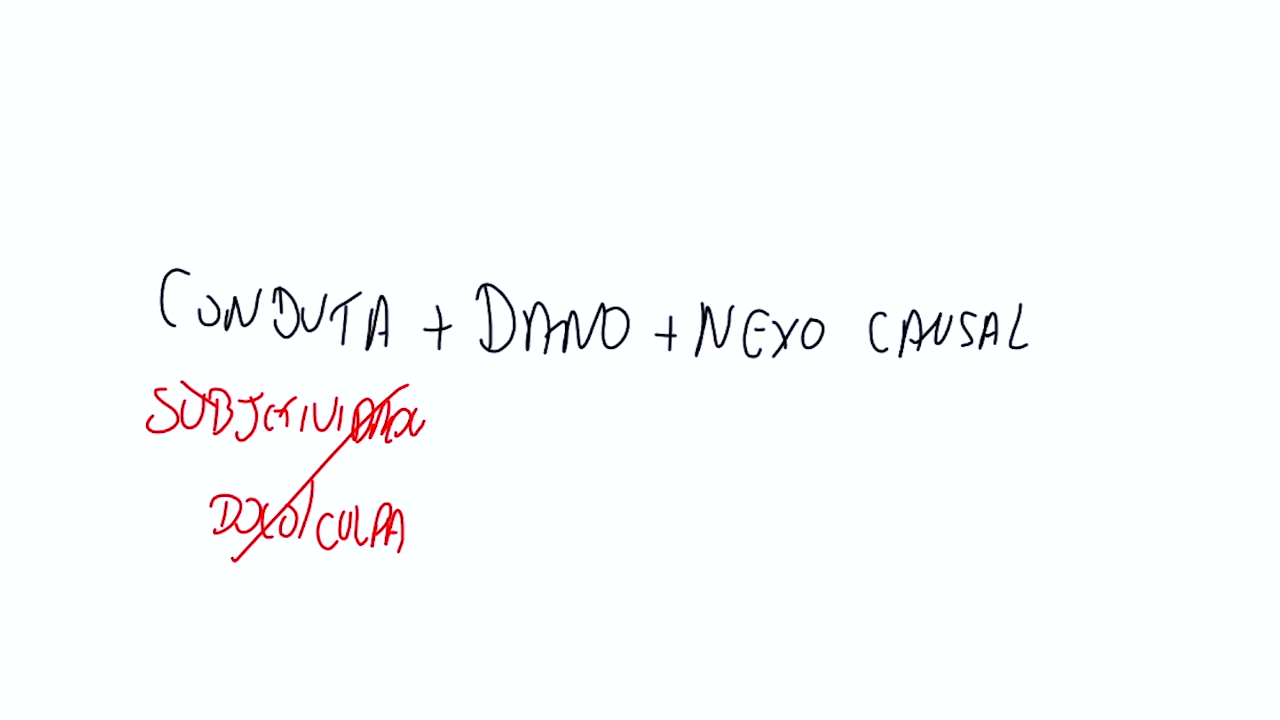 CONDUTA + DANO + NEXO CAUSAL
SUBJETIVIDADE
DOLO/CULPA